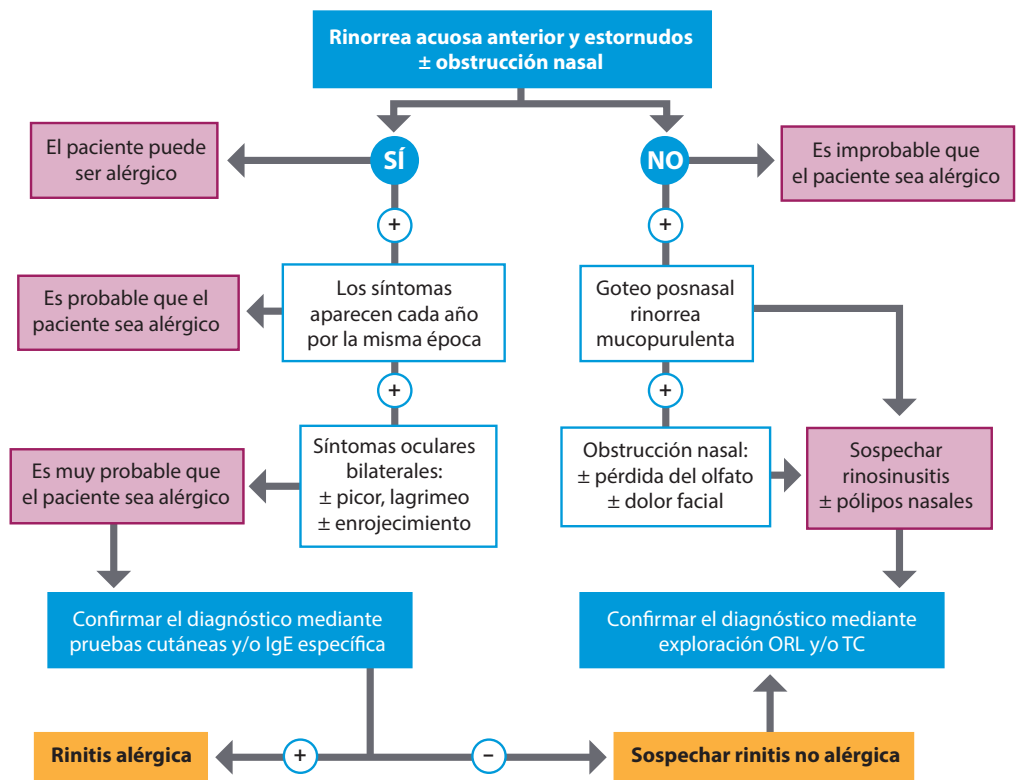 Rinorrea acuosa anterior y estornudos
± obstrucción nasal
El paciente puede
ser alérgico
SÍ
NO
Es improbable que
el paciente sea alérgico
+
+
Es probable que el
paciente sea alérgico
Los síntomas
aparecen cada año
por la misma época
Goteo posnasal
rinorrea
mucopurulenta
+
+
Es muy probable que
el paciente sea alérgico
Síntomas oculares
bilaterales:
± picor, lagrimeo
± enrojecimiento
Obstrucción nasal:
± pérdida del olfato
± dolor facial
Sospechar
rinosinusitis
± pólipos nasales
Confirmar el diagnóstico mediante
pruebas cutáneas y/o IgE específica
Confirmar el diagnóstico mediante
exploración ORL y/o TC
Rinitis alérgica
+
−
Sospechar rinitis no alérgica